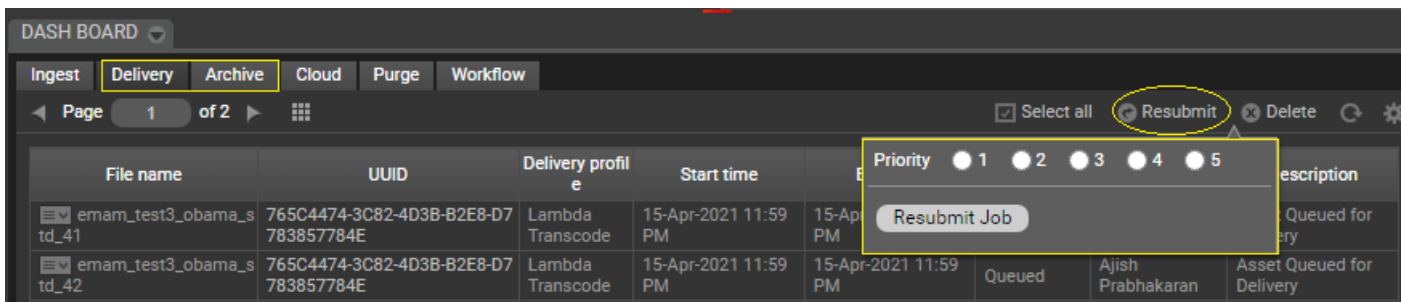 DASH BOARD
Ingest Delivery Archive Cloud Purge Workflow
Page 1 of 2 Select all Resubmit Delete
Priority 1 2 3 4 5
Resubmit Job
File name UUID Delivery profil Start time E escription
e
emam_test3_obama_s 765C4474-3C82-4D3B-B2E8-D7 Lambda 15-Apr-2021 11:59 15-Ap Queued for
td_41 783857784E Transcode PM PM ery
emam_test3_obama_s 765C4474-3C82-4D3B-B2E8-D7 Lambda 15-Apr-2021 11:59 15-Apr-2021 11:59 Queued Ajish Asset Queued for
td_42 783857784E Transcode PM PM Prabhakaran Delivery